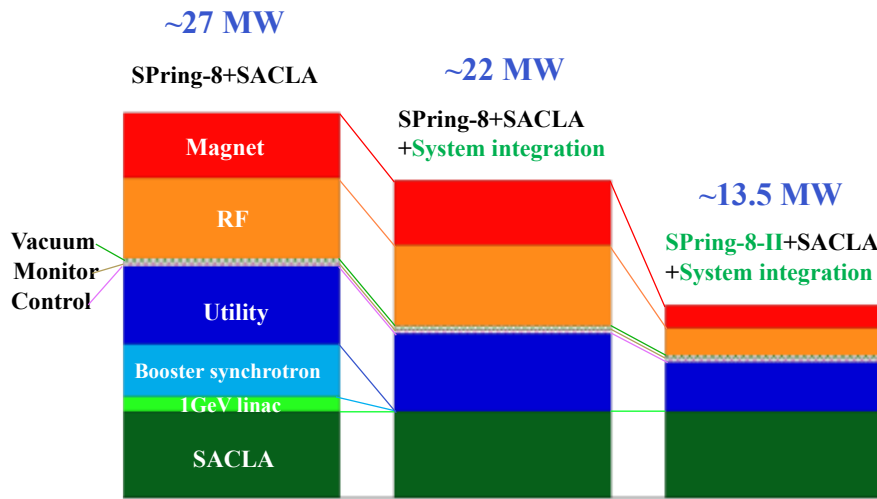 ~27 MW
SPring-8+SACLA
~22 MW
SPring-8+SACLA
+System integration
~13.5 MW
SPring-8-II+SACLA
+System integration
Magnet
RF
Vacuum
Monitor
Control
Utility
Booster synchrotron
1GeV linac
SACLA